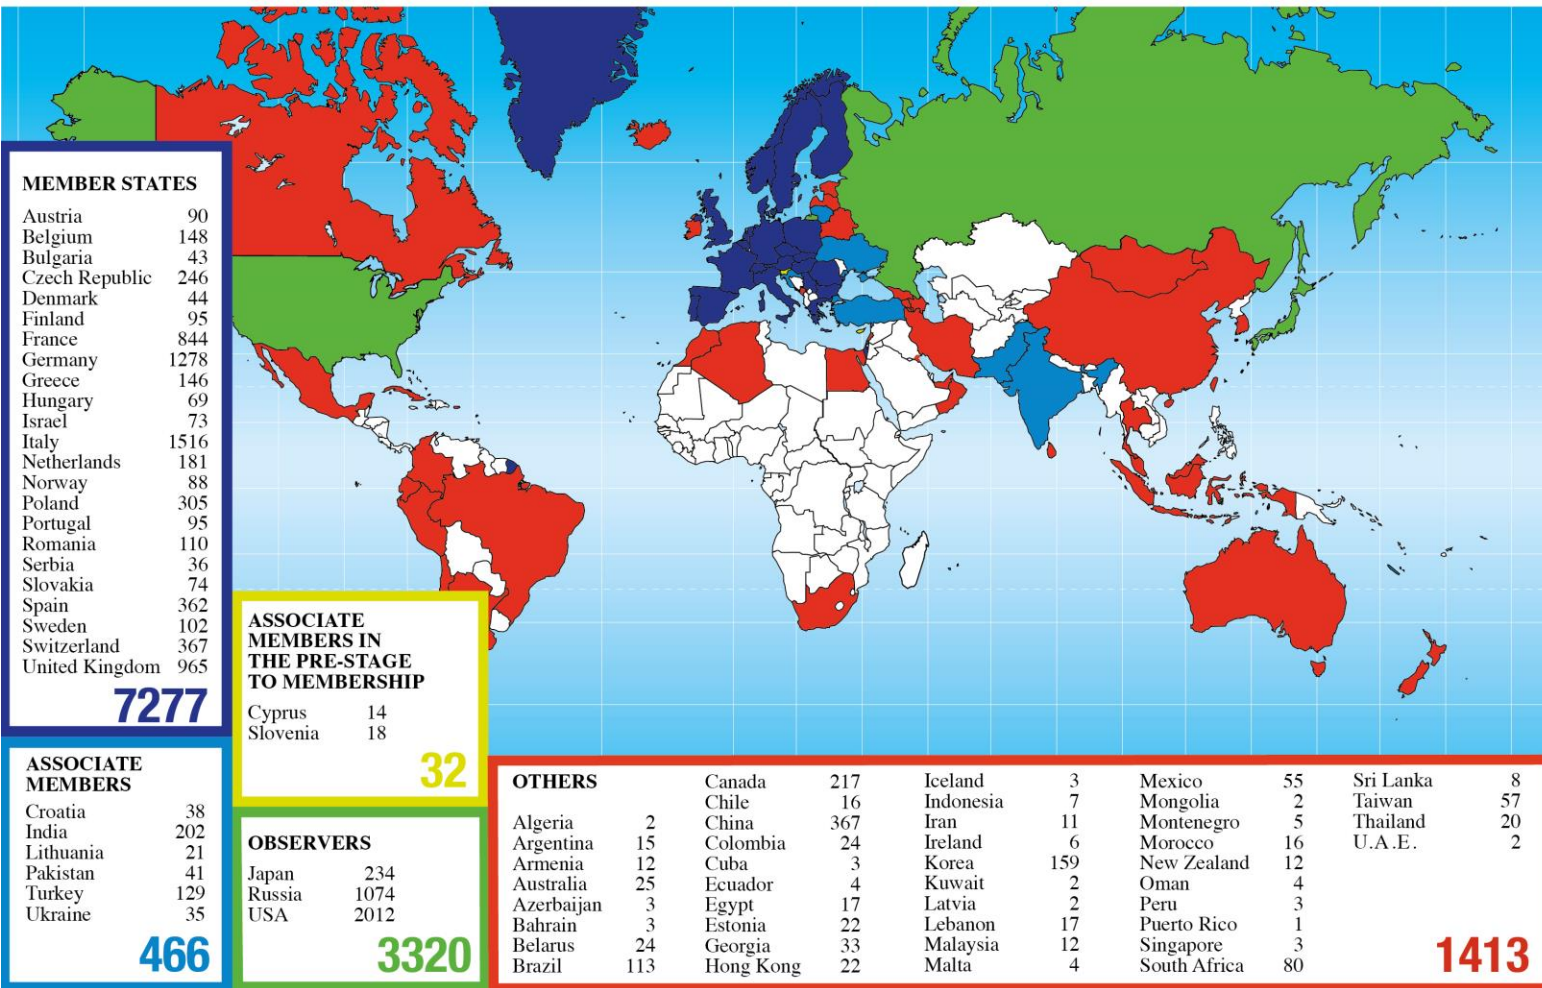 MEMBER STATES
Austria 90
Belgium 148
Bulgaria 43
Czech Republic 246
Denmark 44
Finland 95
France 844
Germany 1278
Greece 146
Hungary 69
Israel 73
Italy 1516
Netherlands 181
Norway 88
Poland 305
Portugal 95
Romania 110
Serbia 36
Slovakia 74
Spain 362
Sweden 102
Switzerland 367
United Kingdom 965
7277
ASSOCIATE
MEMBERS
Croatia 38
India 202
Lithuania 21
Pakistan 41
Turkey 129
Ukraine 35
466
ASSOCIATE
MEMBERS IN
THE PRE-STAGE
TO MEMBERSHIP
Cyprus 14
Slovenia 18
32
OBSERVERS
Japan 234
Russia 1074
USA 2012
3320
OTHERS
Algeria 2
Argentina 15
Armenia 12
Australia 25
Azerbaijan 3
Bahrain 3
Belarus 24
Brazil 113
Canada 217
Chile 16
China 367
Colombia 24
Cuba 3
Ecuador 4
Egypt 17
Estonia 22
Georgia 33
Hong Kong 22
Iceland 3
Indonesia 7
Iran 11
Ireland 6
Korea 159
Kuwait 2
Latvia 2
Lebanon 17
Malaysia 12
Malta 4
Mexico 55
Mongolia 2
Montenegro 5
Morocco 16
New Zealand 12
Oman 4
Peru 3
Puerto Rico 1
Singapore 3
South Africa 80
Sri Lanka 8
Taiwan 57
Thailand 20
U.A.E. 2
1413